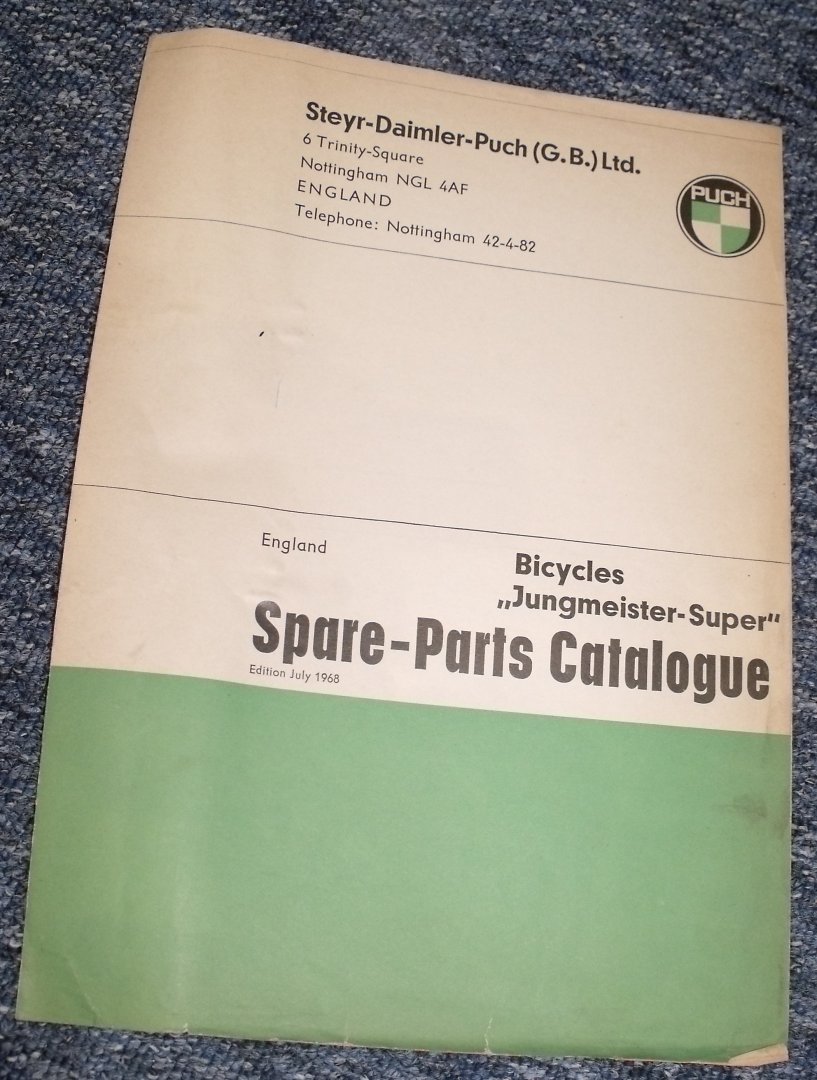 Steyr-Daimler-Puch (G.B.) Ltd.
6 Trinity-Square
Nottingham NGL 4AF
ENGLAND
Telephone: Nottingham 42-4-82
PUCH
England
Bicycles
„Jungmeister-Super"
Spare-Parts Catalogue
Edition July 1968